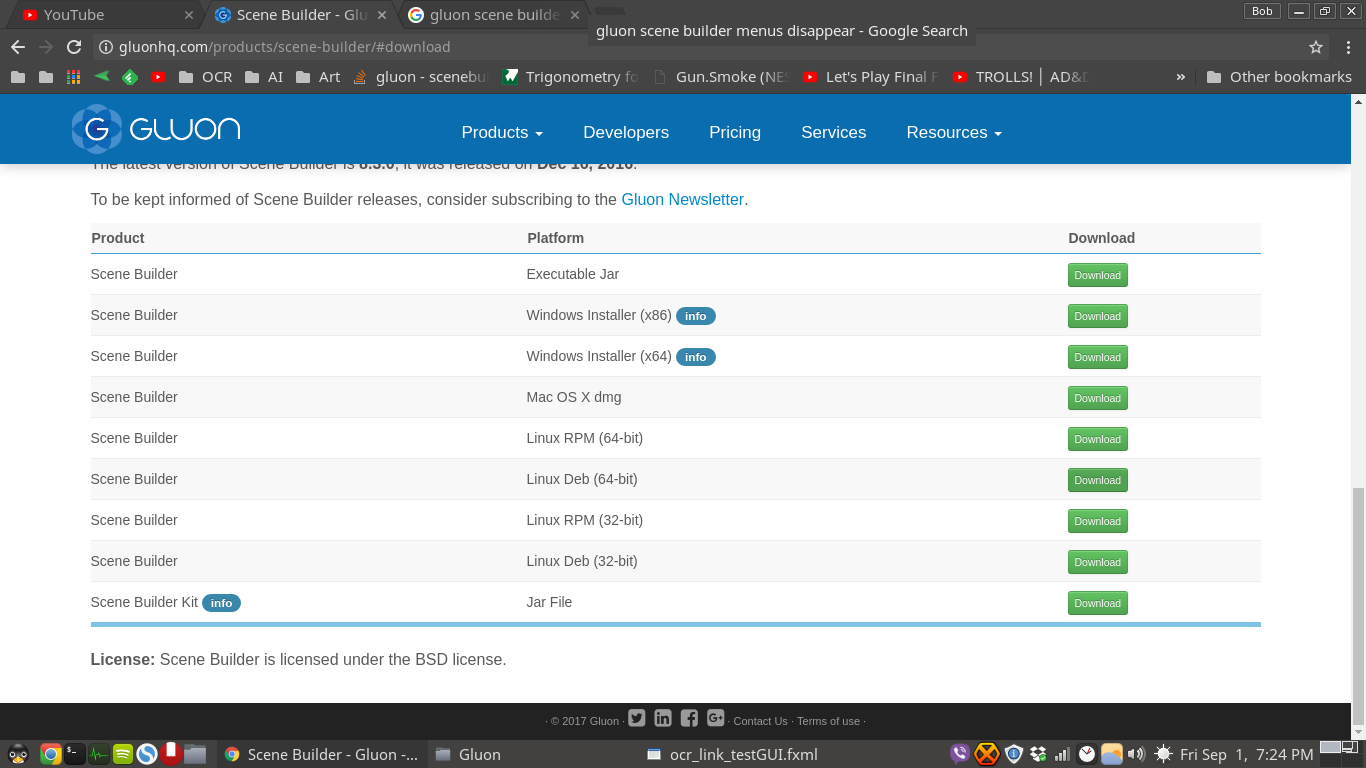 YouTube
Scene Builder - Glu
gluon scene builde
Bob
gluon scene builder menus disappear - Google Search
gluonhq.com/products/scene-builder/#download
OCR AI Art gluon - scenebu Trigonometry fo Gun.Smoke (NE Let's Play Final F TROLLS! | AD&D » Other bookmarks
G GLUON Products Developers Pricing Services Resources
The latest version of Scene Builder is 8.3.0, it was released on Dec 16, 2016.
To be kept informed of Scene Builder releases, consider subscribing to the Gluon Newsletter.
Product Platform Download
Scene Builder Executable Jar Download
Scene Builder Windows Installer (x86) info Download
Scene Builder Windows Installer (x64) info Download
Scene Builder Mac OS X dmg Download
Scene Builder Linux RPM (64-bit) Download
Scene Builder Linux Deb (64-bit) Download
Scene Builder Linux RPM (32-bit) Download
Scene Builder Linux Deb (32-bit) Download
Scene Builder Kit info Jar File Download
License: Scene Builder is licensed under the BSD license.
· © 2017 Gluon · · Contact Us · Terms of use ·
Scene Builder - Gluon -... Gluon ocr_link_testGUI.fxml Fri Sep 1, 7:24 PM